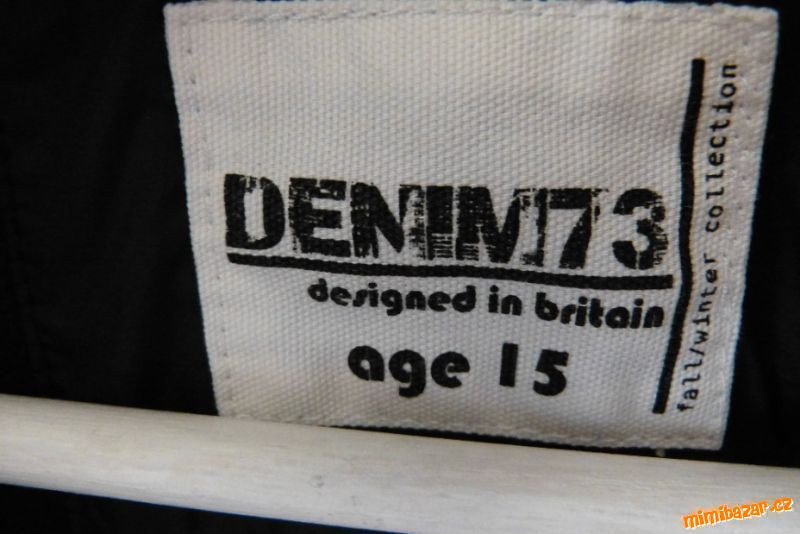 DENIM73
designed in britain
age 15
fall/winter collection
mimibazar.cz